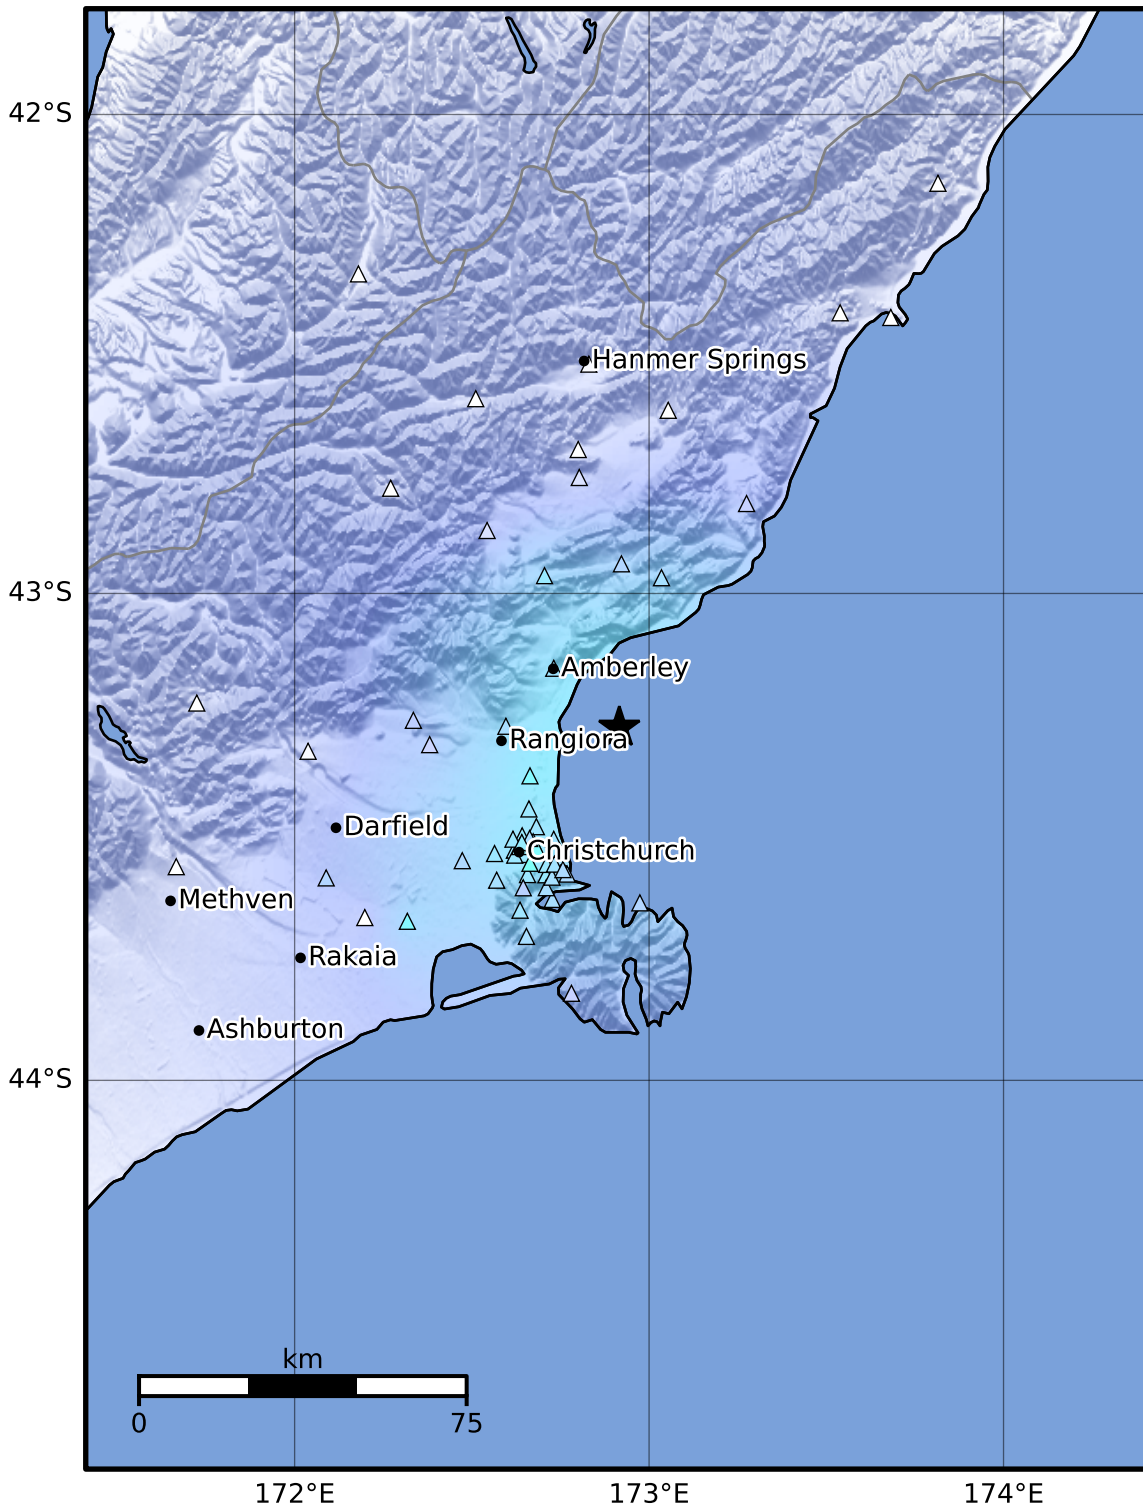 42°S
Hanmer Springs
43°S
Amberley
Rangiora
Darfield
Christchurch
Methven
Rakaia
Ashburton
44°S
km
0 75
172°E 173°E 174°E